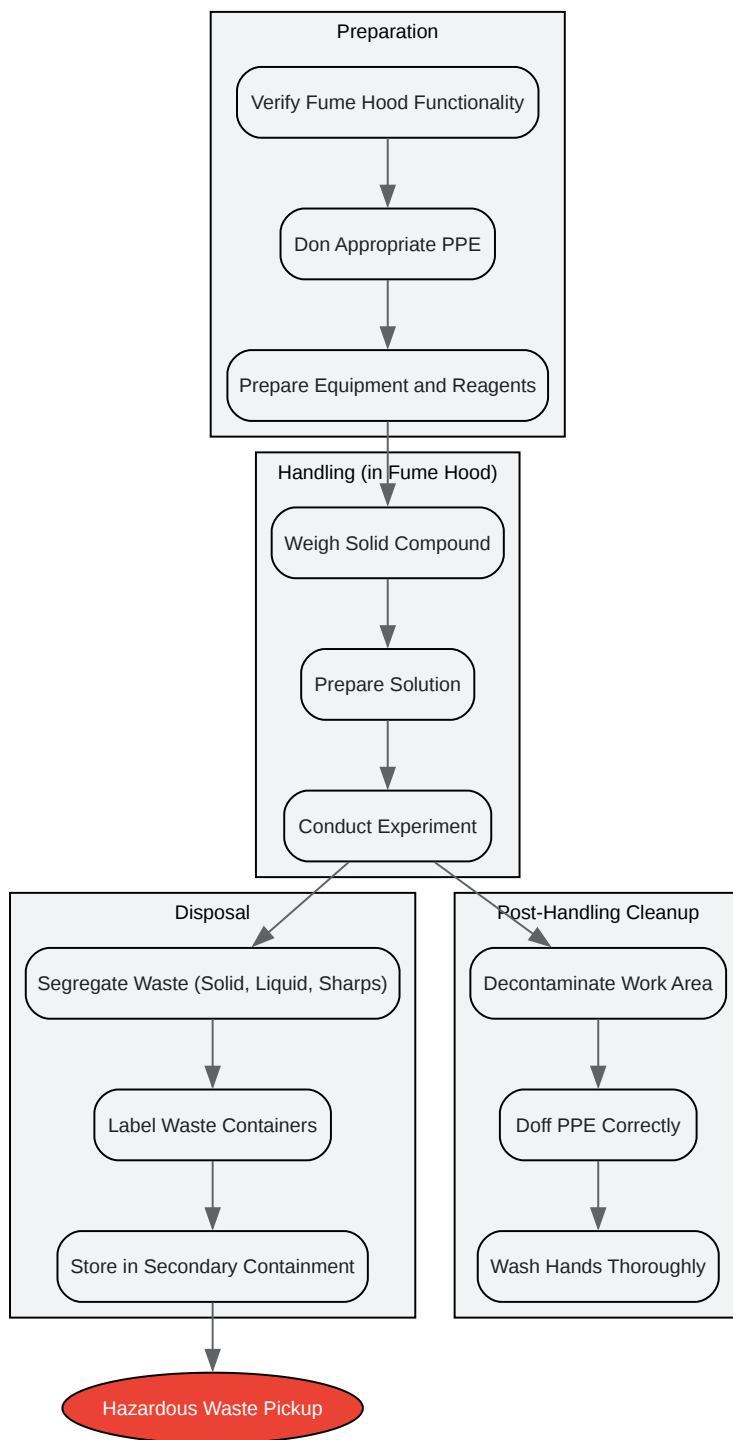 Preparation
Verify Fume Hood Functionality
Don Appropriate PPE
Prepare Equipment and Reagents
Handling (in Fume Hood)
Weigh Solid Compound
Prepare Solution
Conduct Experiment
Disposal
Segregate Waste (Solid, Liquid, Sharps)
Label Waste Containers
Store in Secondary Containment
Hazardous Waste Pickup
Post-Handling Cleanup
Decontaminate Work Area
Doff PPE Correctly
Wash Hands Thoroughly